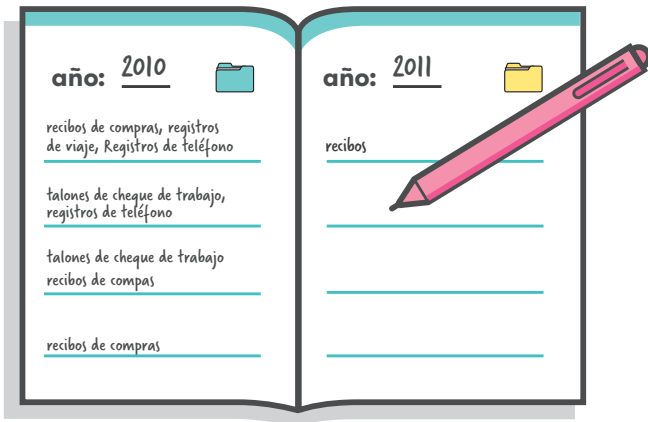 año: 2010
recibos de compras, registros
de viaje, Registros de teléfono
talones de cheque de trabajo,
registros de teléfono
talones de cheque de trabajo
recibos de compas
recibos de compras
año: 2011
recibos